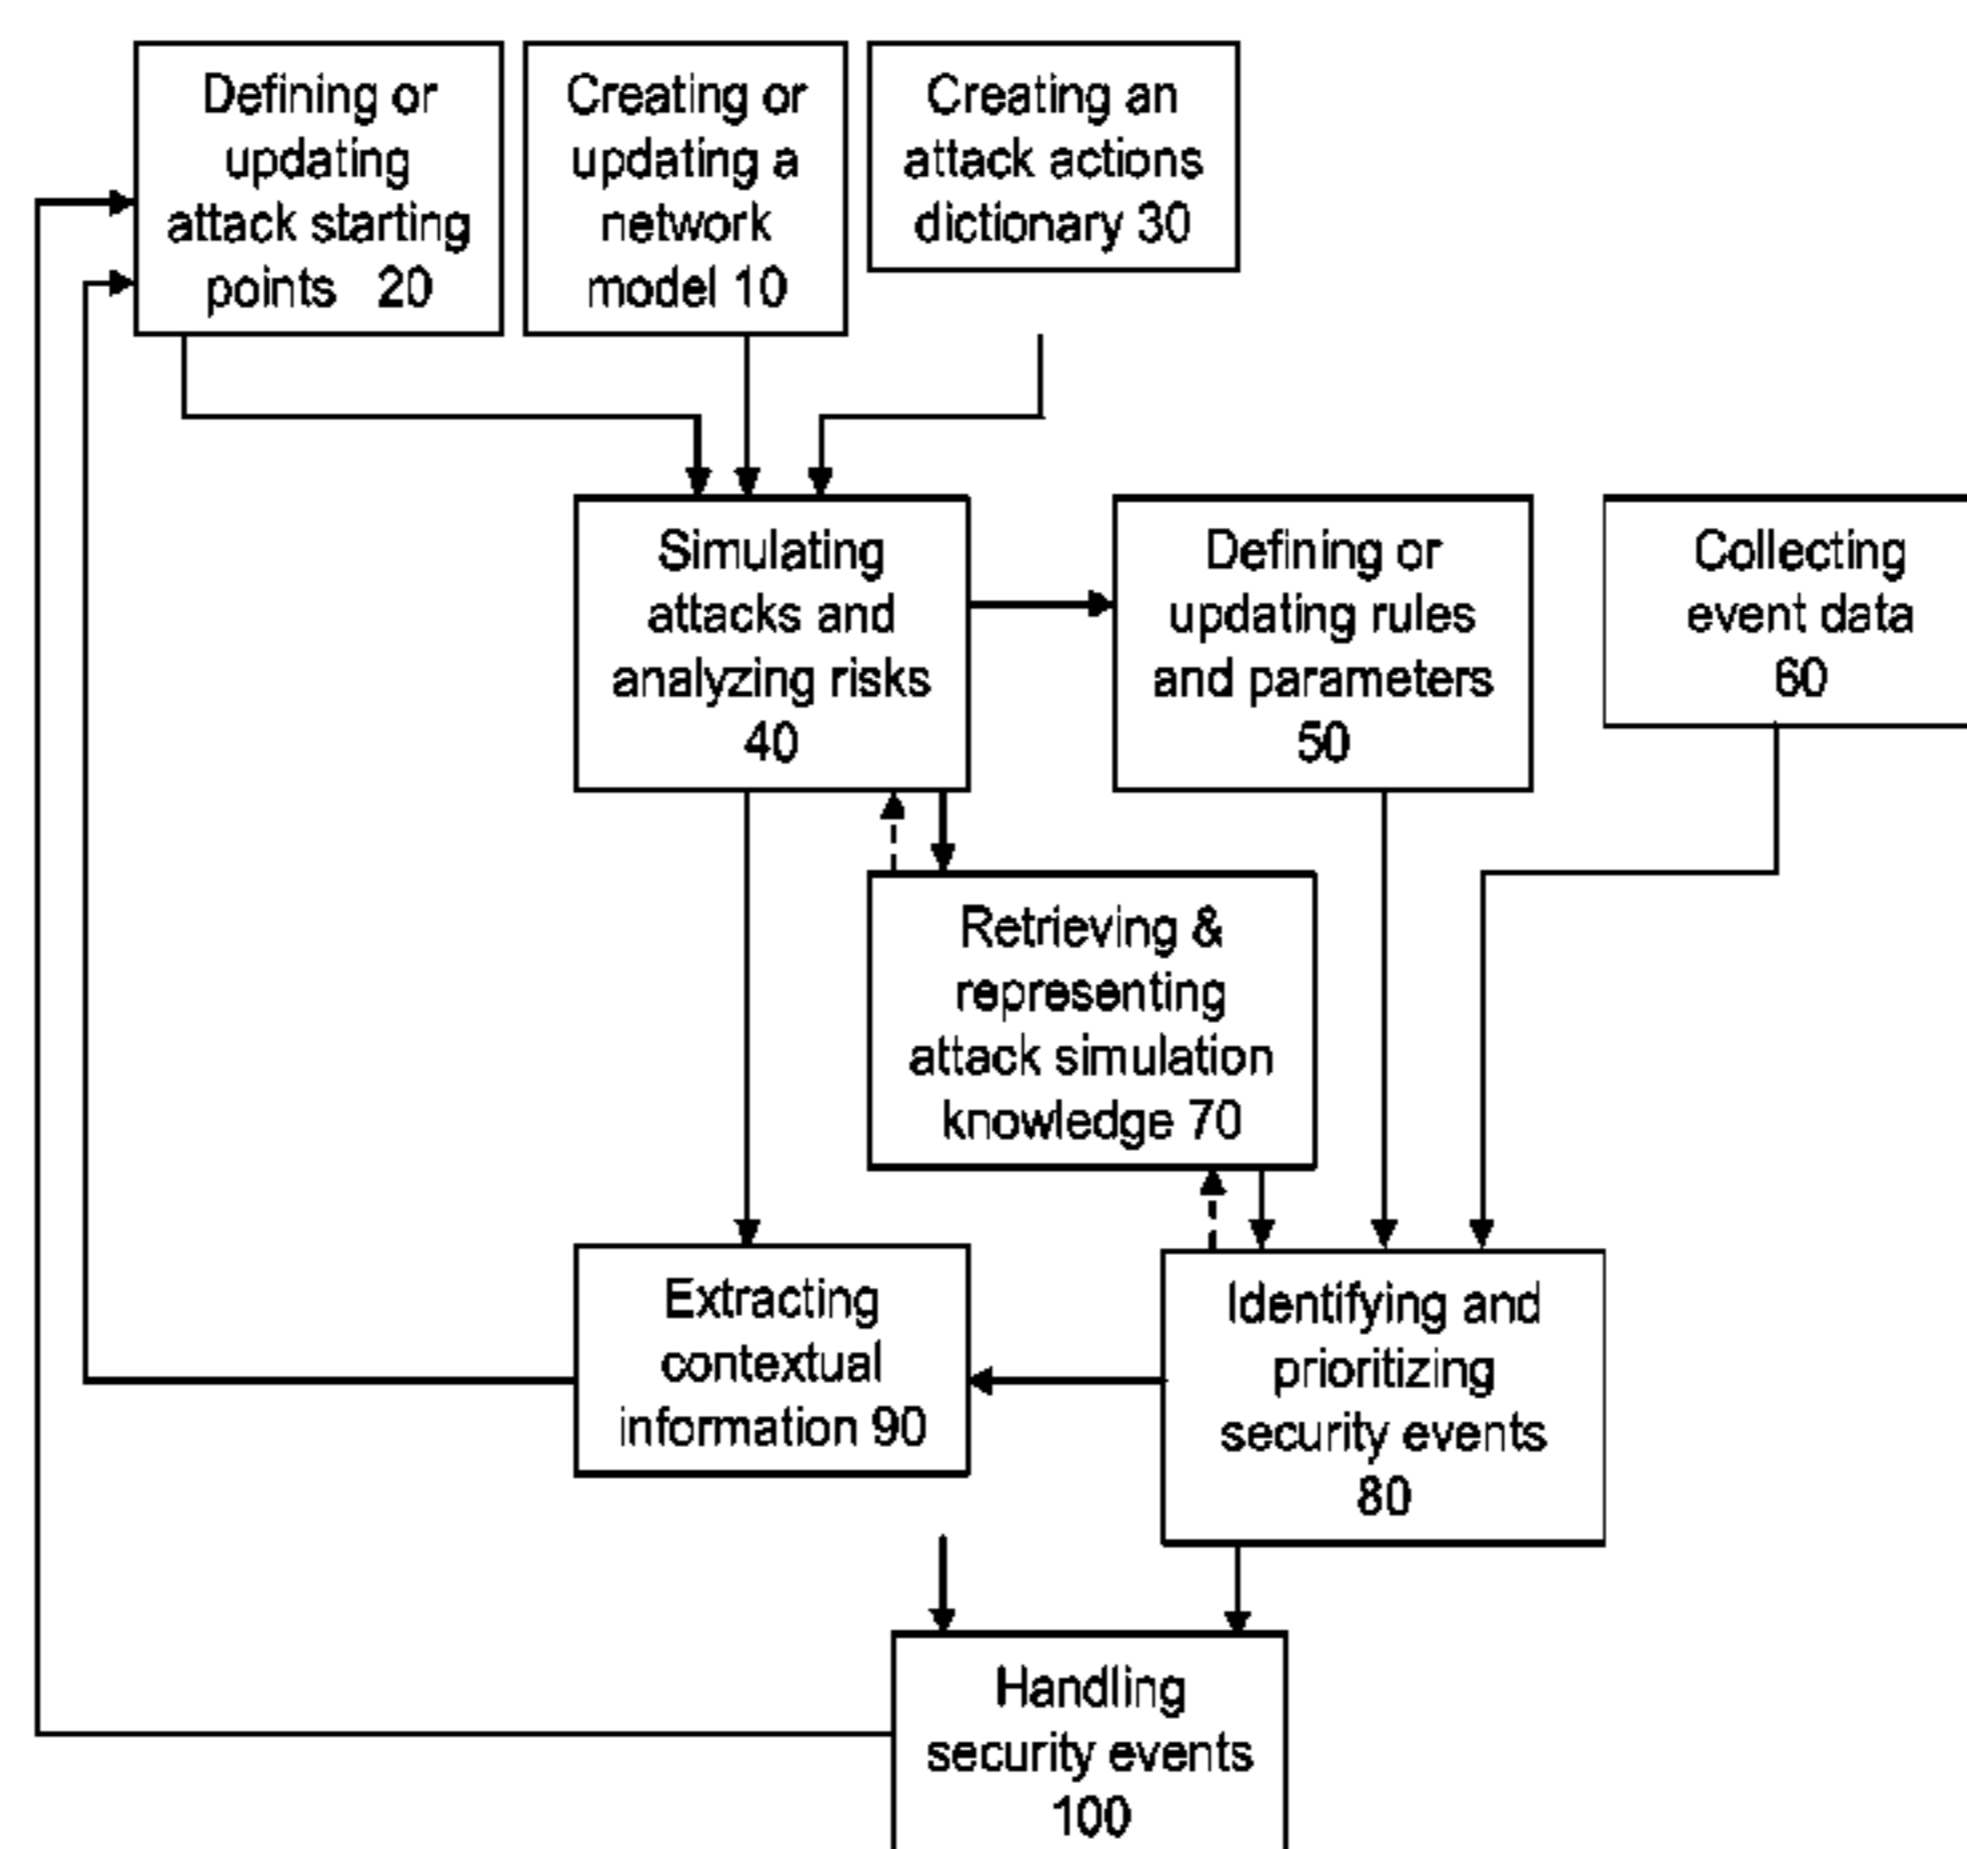 Defining or
updating
attack starting
points 20
Creating or
updating a
network
model 10
Creating an
attack actions
dictionary 30
Simulating
attacks and
analyzing risks
40
Defining or
updating rules
and parameters
50
Collecting
event data
60
Retrieving &
representing
attack simulation
knowledge 70
Extracting
contextual
information 90
Identifying and
prioritizing
security events
80
Handling
security events
100